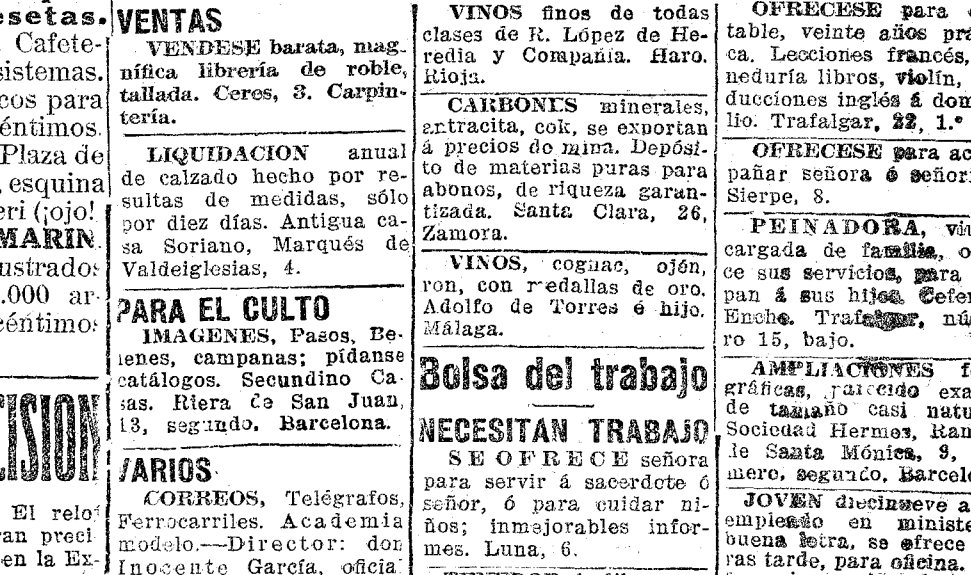 esetas.
Cafete-
sistemas.
cos para
éntimos.
Plaza de
, esquina
eri (¡ojo!
MARIN.
ustrados
.000 ar-
céntimos
CISION
El reloj
ran preci-
en la Ex-
VENTAS
VENDESE barata, mag-
nífica librería de roble,
tallada. Ceres, 3. Carpin-
tería.
LIQUIDACION anual
de calzado hecho por re-
sultas de medidas, sólo
por diez días. Antigua ca-
sa Soriano, Marqués de
Valdeiglesias, 4.
PARA EL CULTO
IMAGENES, Pasos, Be-
lenes, campanas; pídanse
catálogos. Secundino Ca-
sas. Riera de San Juan,
13, segundo. Barcelona.
VARIOS
CORREOS, Telégrafos,
Ferrocarriles. Academia
modelo.—Director: don
Inocente García, oficial
VINOS finos de todas
clases de R. López de He-
redia y Compañía. Haro.
Rioja.
CARBONES minerales,
antracita, cok, se exportan
á precios de mina. Depósi-
to de materias puras para
abonos, de riqueza garan-
tizada. Santa Clara, 26,
Zamora.
VINOS, cognac, ojén,
ron, con medallas de oro.
Adolfo de Torres é hijo.
Málaga.
Bolsa del trabajo
NECESITAN TRABAJO
SE OFRECE señora
para servir á sacerdote ó
señor, ó para cuidar ni-
ños; inmejorables infor-
mes. Luna, 6.
OFRECESE para
table, veinte años prá
ca. Lecciones francés,
neduría libros, violín,
ducciones inglés á dom
lio. Trafalgar, 22, 1.º
OFRECESE para ac
pañar señora ó señori
Sierpe, 8.
PEINADORA, viu
cargada de familia, o
ce sus servicios, para
pan á sus hijos. Cefer
Enche. Trafalgar, nú
ro 15, bajo.
AMPLIACIONES f
gráficas, parecido exa
de tamaño casi natu
Sociedad Hermes, Ram
de Santa Mónica, 9,
mero, segundo, Barcel
JOVEN diecinueve a
empleado en ministe
buena letra, se ofrece
ras tarde, para oficina.